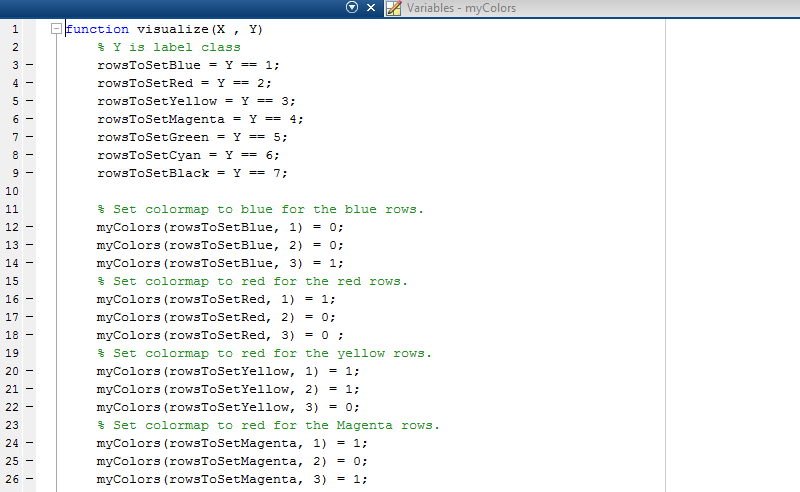 Variables - myColors
1 function visualize(X , Y)
2 % Y is label class
3 – rowsToSetBlue = Y == 1;
4 – rowsToSetRed = Y == 2;
5 – rowsToSetYellow = Y == 3;
6 – rowsToSetMagenta = Y == 4;
7 – rowsToSetGreen = Y == 5;
8 – rowsToSetCyan = Y == 6;
9 – rowsToSetBlack = Y == 7;
10
11 % Set colormap to blue for the blue rows.
12 – myColors(rowsToSetBlue, 1) = 0;
13 – myColors(rowsToSetBlue, 2) = 0;
14 – myColors(rowsToSetBlue, 3) = 1;
15 % Set colormap to red for the red rows.
16 – myColors(rowsToSetRed, 1) = 1;
17 – myColors(rowsToSetRed, 2) = 0;
18 – myColors(rowsToSetRed, 3) = 0 ;
19 % Set colormap to red for the yellow rows.
20 – myColors(rowsToSetYellow, 1) = 1;
21 – myColors(rowsToSetYellow, 2) = 1;
22 – myColors(rowsToSetYellow, 3) = 0;
23 % Set colormap to red for the Magenta rows.
24 – myColors(rowsToSetMagenta, 1) = 1;
25 – myColors(rowsToSetMagenta, 2) = 0;
26 – myColors(rowsToSetMagenta, 3) = 1;